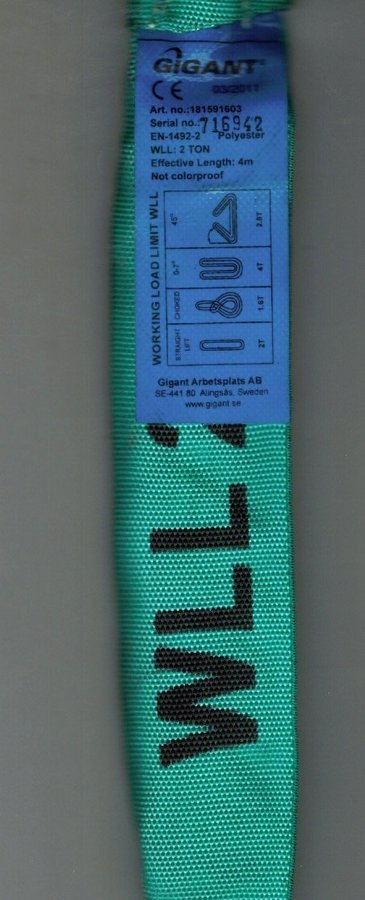 GiGANT®
CE 03/2017
Art. no.:181591603
Serial no.:716942
EN-1492-2 Polyester
WLL: 2 TON
Effective Length: 4m
Not colorproof
WORKING LOAD LIMIT WLL
45° 2.8T
0-7° 4T
CHOKED 1.6T
STRAIGHT LIFT 2T
Gigant Arbetsplats AB
SE-441 80 Alingsås, Sweden
www.gigant.se
WLL